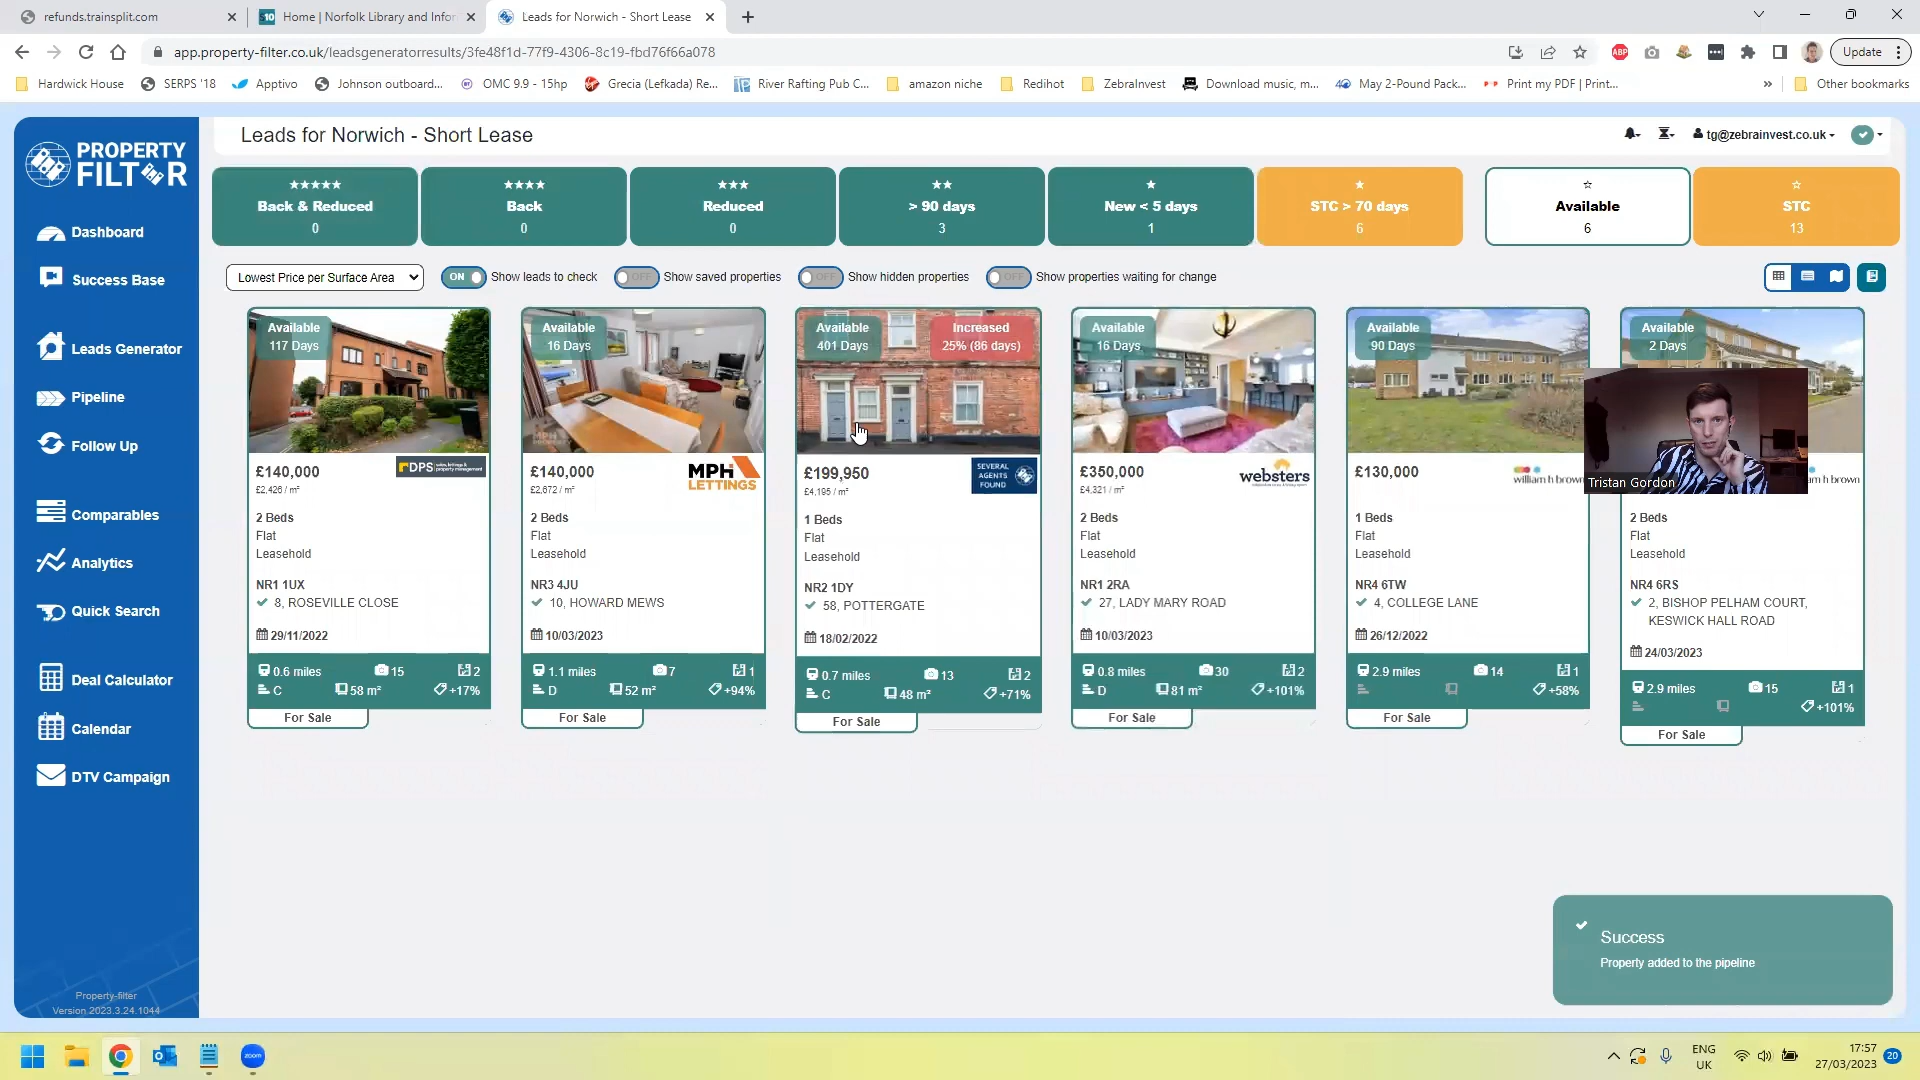 refunds.trainsplit.com
Home | Norfolk Library and Infor
Leads for Norwich - Short Lease
app.property-filter.co.uk/leadsgeneratorresults/3fe48f1d-77f9-4306-8c19-fbd76f66a078
ABP
Update
Hardwick House
SERPS '18
Apptivo
Johnson outboard...
OMC 9.9 - 15hp
Grecia (Lefkada) Re...
River Rafting Pub C...
amazon niche
Redihot
ZebraInvest
Download music, m...
May 2-Pound Pack...
Print my PDF | Print...
Other bookmarks
PROPERTY
FILTER
Dashboard
Success Base
Leads Generator
Pipeline
Follow Up
Comparables
Analytics
Quick Search
Deal Calculator
Calendar
DTV Campaign
Property-filter
Version 2023.3.24.1044
Leads for Norwich - Short Lease
tg@zebrainvest.co.uk
Back & Reduced
0
Back
0
Reduced
0
> 90 days
3
New < 5 days
1
STC > 70 days
6
Available
6
STC
13
Lowest Price per Surface Area
ON Show leads to check
OFF Show saved properties
OFF Show hidden properties
OFF Show properties waiting for change
Available
117 Days
£140,000
DPS
£2,426 / m²
2 Beds
Flat
Leasehold
NR1 1UX
8, ROSEVILLE CLOSE
29/11/2022
0.6 miles 15 2
C 58 m² +17%
For Sale
Available
16 Days
£140,000
MPH
LETTINGS
£2,672 / m²
2 Beds
Flat
Leasehold
NR3 4JU
10, HOWARD MEWS
10/03/2023
1.1 miles 7 1
D 52 m² +94%
For Sale
Available
401 Days
Increased
25% (86 days)
£199,950
SEVERAL
AGENTS
FOUND
£4,195 / m²
1 Beds
Flat
Leasehold
NR2 1DY
58, POTTERGATE
18/02/2022
0.7 miles 13 2
C 48 m² +71%
For Sale
Available
16 Days
£350,000
websters
£4,321 / m²
2 Beds
Flat
Leasehold
NR1 2RA
27, LADY MARY ROAD
10/03/2023
0.8 miles 30 2
D 81 m² +101%
For Sale
Available
90 Days
£130,000
william h brown
1 Beds
Flat
Leasehold
NR4 6TW
4, COLLEGE LANE
26/12/2022
2.9 miles 14 1
+58%
For Sale
Available
2 Days
Tristan Gordon
m h brown
2 Beds
Flat
Leasehold
NR4 6RS
2, BISHOP PELHAM COURT,
KESWICK HALL ROAD
24/03/2023
2.9 miles 15 1
+101%
For Sale
Success
Property added to the pipeline
zoom
ENG
UK
17:57
27/03/2023
20